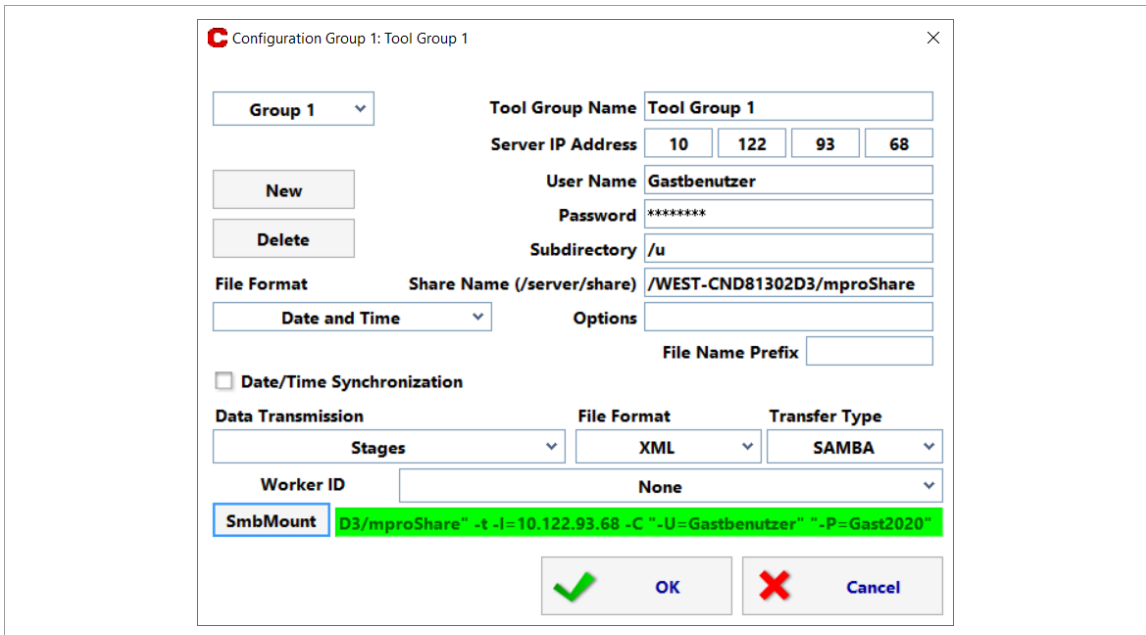 Configuration Group 1: Tool Group 1
Group 1
Tool Group Name Tool Group 1
Server IP Address 10 122 93 68
New
User Name Gastbenutzer
Password ********
Delete
Subdirectory /u
File Format
Share Name (/server/share) /WEST-CND81302D3/mproShare
Date and Time
Options
File Name Prefix
Date/Time Synchronization
Data Transmission File Format Transfer Type
Stages XML SAMBA
Worker ID None
SmbMount D3/mproShare" -t -I=10.122.93.68 -C "-U=Gastbenutzer" "-P=Gast2020"
OK Cancel